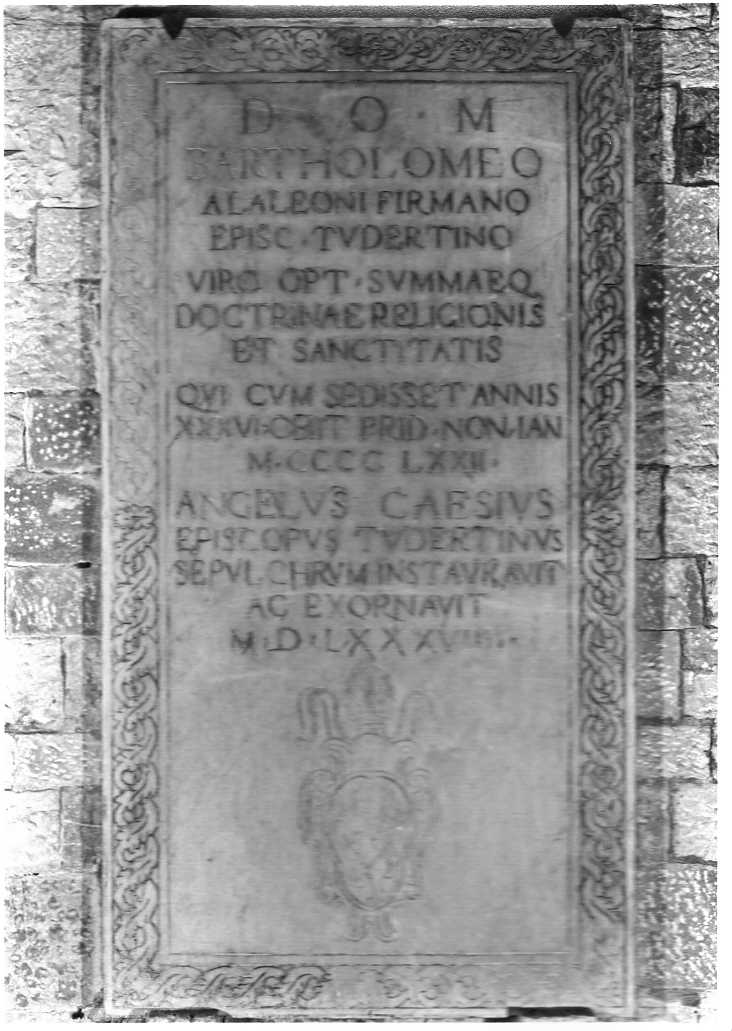 D · O · M
BARTHOLOMEO
ALALEONI FIRMANO
EPISC · TVDERTINO
VIRO OPT · SVMMAEQ
DOCTRINAE RELIGIONIS
ET SANCTITATIS
QVI CVM SEDISSET ANNIS
XXXVI · OBIIT PRID · NON · IAN
M · CCCC LXXII ·
ANGELVS CAESIVS
EPISCOPVS TVDERTINVS
SEPVLCHRVM INSTAVRAVIT
AC EXORNAVIT